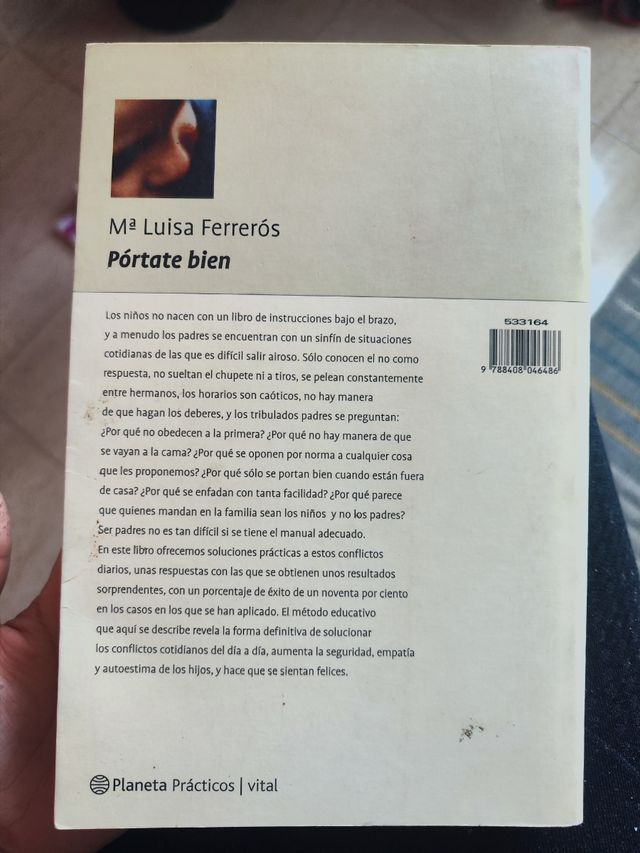 Mª Luisa Ferrerós
Pórtate bien
Los niños no nacen con un libro de instrucciones bajo el brazo,
y a menudo los padres se encuentran con un sinfín de situaciones
cotidianas de las que es difícil salir airoso. Sólo conocen el no como
respuesta, no sueltan el chupete ni a tiros, se pelean constantemente
entre hermanos, los horarios son caóticos, no hay manera
de que hagan los deberes, y los tribulados padres se preguntan:
¿Por qué no obedecen a la primera? ¿Por qué no hay manera de que
se vayan a la cama? ¿Por qué se oponen por norma a cualquier cosa
que les proponemos? ¿Por qué sólo se portan bien cuando están fuera
de casa? ¿Por qué se enfadan con tanta facilidad? ¿Por qué parece
que quienes mandan en la familia sean los niños y no los padres?
Ser padres no es tan difícil si se tiene el manual adecuado.
En este libro ofrecemos soluciones prácticas a estos conflictos
diarios, unas respuestas con las que se obtienen unos resultados
sorprendentes, con un porcentaje de éxito de un noventa por ciento
en los casos en los que se han aplicado. El método educativo
que aquí se describe revela la forma definitiva de solucionar
los conflictos cotidianos del día a día, aumenta la seguridad, empatía
y autoestima de los hijos, y hace que se sientan felices.
533164
9 788408 046486
Planeta Prácticos | vital